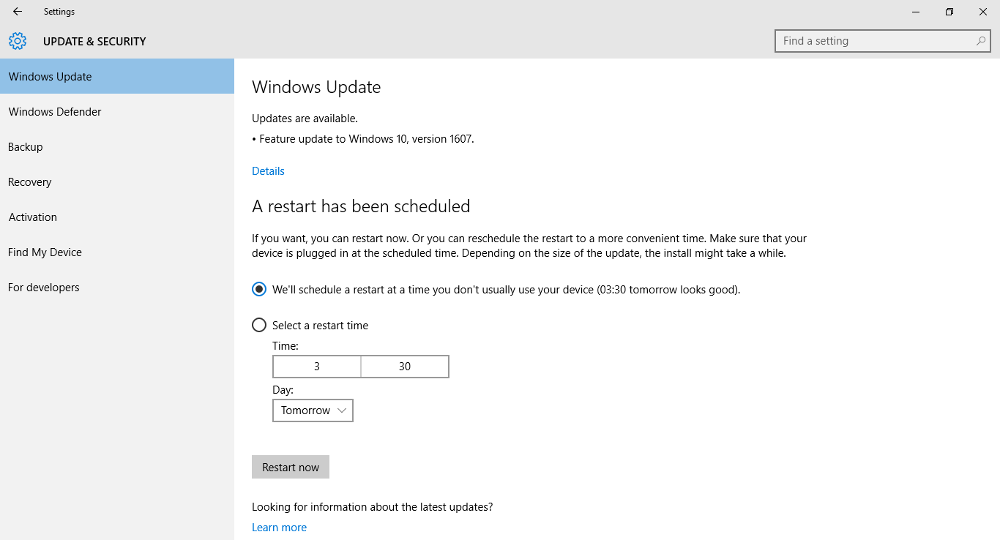 Settings
UPDATE & SECURITY
Find a setting
Windows Update
Windows Defender
Backup
Recovery
Activation
Find My Device
For developers
Windows Update
Updates are available.
• Feature update to Windows 10, version 1607.
Details
A restart has been scheduled
If you want, you can restart now. Or you can reschedule the restart to a more convenient time. Make sure that your
device is plugged in at the scheduled time. Depending on the size of the update, the install might take a while.
We'll schedule a restart at a time you don't usually use your device (03:30 tomorrow looks good).
Select a restart time
Time:
3 30
Day:
Tomorrow
Restart now
Looking for information about the latest updates?
Learn more